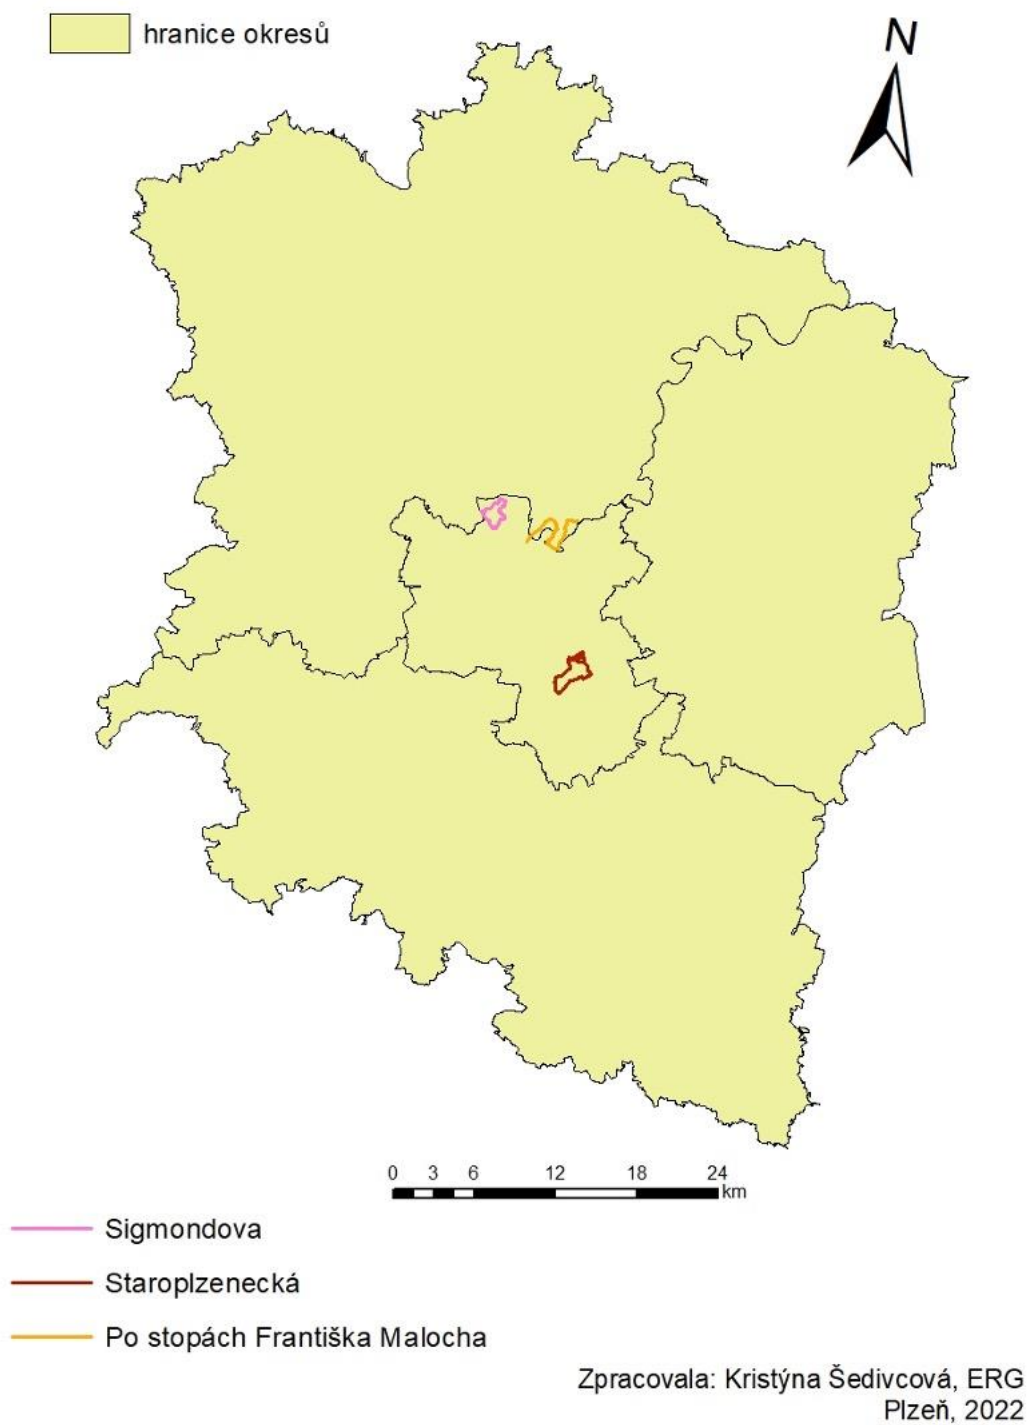 hranice okresů
N
0 3 6 12 18 24
km
Sigmondova
Staroplzenecká
Po stopách Františka Malocha
Zpracovala: Kristýna Šedivcová, ERG
Plzeň, 2022